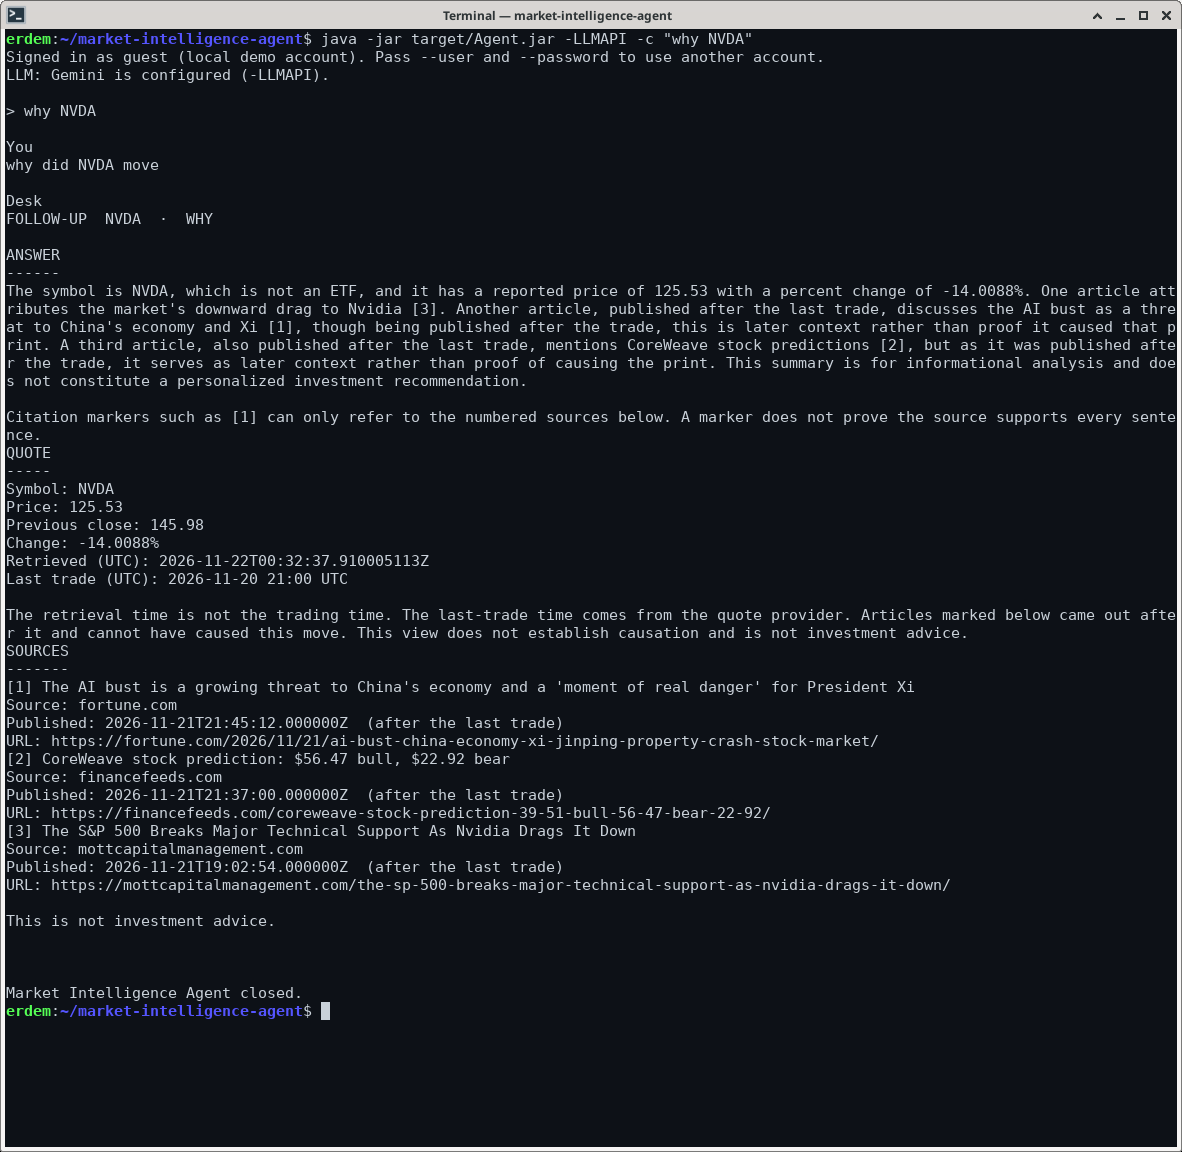 Terminal — market-intelligence-agent
erdem:~/market-intelligence-agent$ java -jar target/Agent.jar -LLMAPI -c "why NVDA"
Signed in as guest (local demo account). Pass --user and --password to use another account.
LLM: Gemini is configured (-LLMAPI).
> why NVDA
You
why did NVDA move
Desk
FOLLOW-UP  NVDA  ·  WHY
ANSWER
------
The symbol is NVDA, which is not an ETF, and it has a reported price of 125.53 with a percent change of -14.0088%. One article att
ributes the market's downward drag to Nvidia [3]. Another article, published after the last trade, discusses the AI bust as a thre
at to China's economy and Xi [1], though being published after the trade, this is later context rather than proof it caused that p
rint. A third article, also published after the last trade, mentions CoreWeave stock predictions [2], but as it was published afte
r the trade, it serves as later context rather than proof of causing the print. This summary is for informational analysis and doe
s not constitute a personalized investment recommendation.
Citation markers such as [1] can only refer to the numbered sources below. A marker does not prove the source supports every sente
nce.
QUOTE
-----
Symbol: NVDA
Price: 125.53
Previous close: 145.98
Change: -14.0088%
Retrieved (UTC): 2026-11-22T00:32:37.910005113Z
Last trade (UTC): 2026-11-20 21:00 UTC
The retrieval time is not the trading time. The last-trade time comes from the quote provider. Articles marked below came out afte
r it and cannot have caused this move. This view does not establish causation and is not investment advice.
SOURCES
-------
[1] The AI bust is a growing threat to China's economy and a 'moment of real danger' for President Xi
Source: fortune.com
Published: 2026-11-21T21:45:12.000000Z  (after the last trade)
URL: https://fortune.com/2026/11/21/ai-bust-china-economy-xi-jinping-property-crash-stock-market/
[2] CoreWeave stock prediction: $56.47 bull, $22.92 bear
Source: financefeeds.com
Published: 2026-11-21T21:37:00.000000Z  (after the last trade)
URL: https://financefeeds.com/coreweave-stock-prediction-39-51-bull-56-47-bear-22-92/
[3] The S&P 500 Breaks Major Technical Support As Nvidia Drags It Down
Source: mottcapitalmanagement.com
Published: 2026-11-21T19:02:54.000000Z  (after the last trade)
URL: https://mottcapitalmanagement.com/the-sp-500-breaks-major-technical-support-as-nvidia-drags-it-down/
This is not investment advice.
Market Intelligence Agent closed.
erdem:~/market-intelligence-agent$